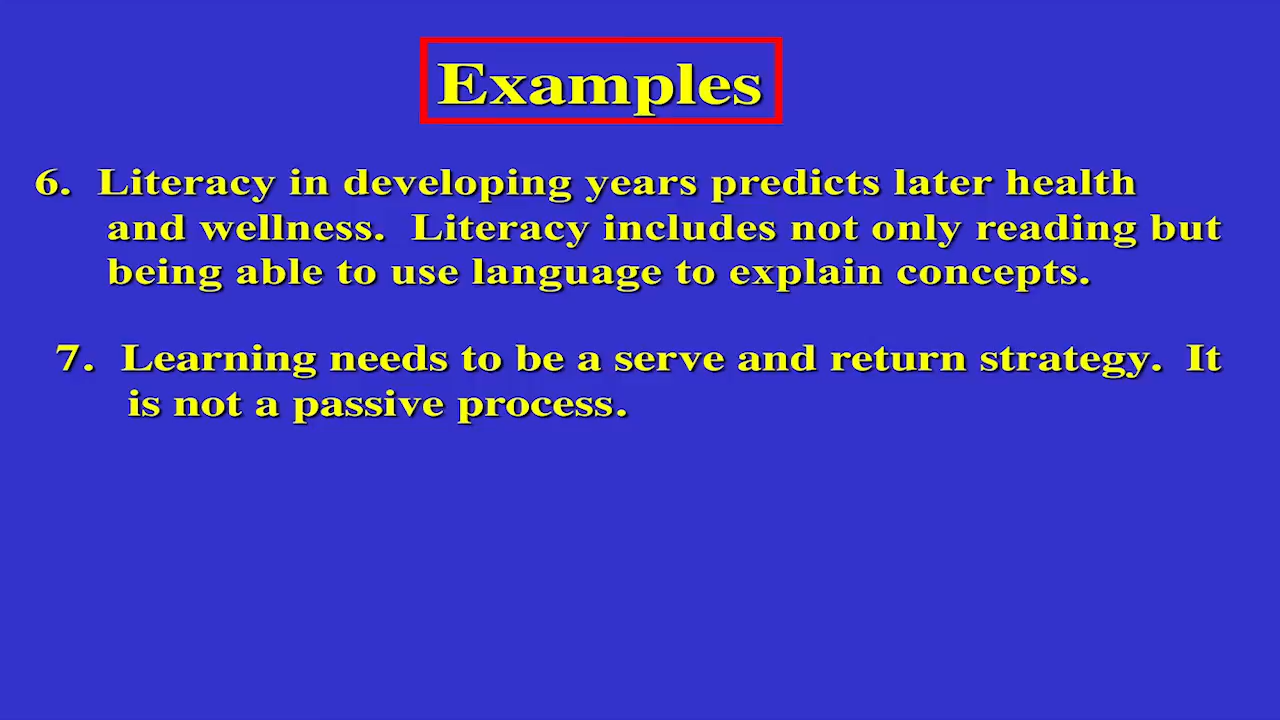 Examples
6. Literacy in developing years predicts later health
and wellness. Literacy includes not only reading but
being able to use language to explain concepts.
7. Learning needs to be a serve and return strategy. It
is not a passive process.